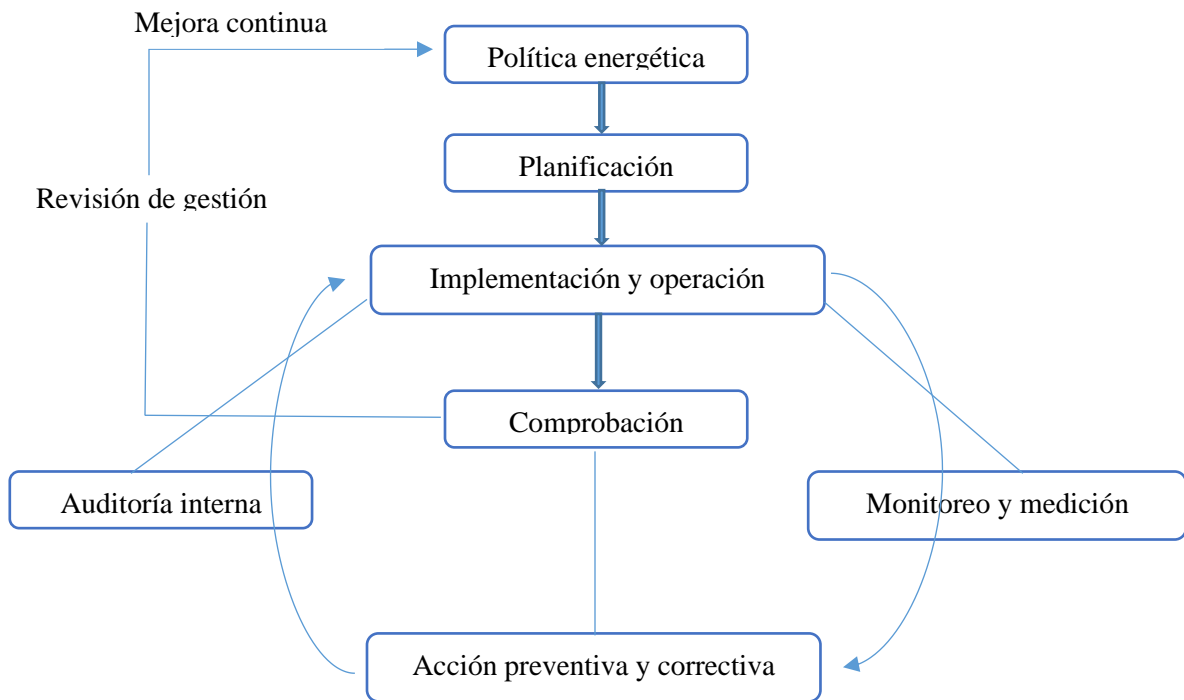 Mejora continua
Política energética
Planificación
Revisión de gestión
Implementación y operación
Comprobación
Auditoría interna
Monitoreo y medición
Acción preventiva y correctiva